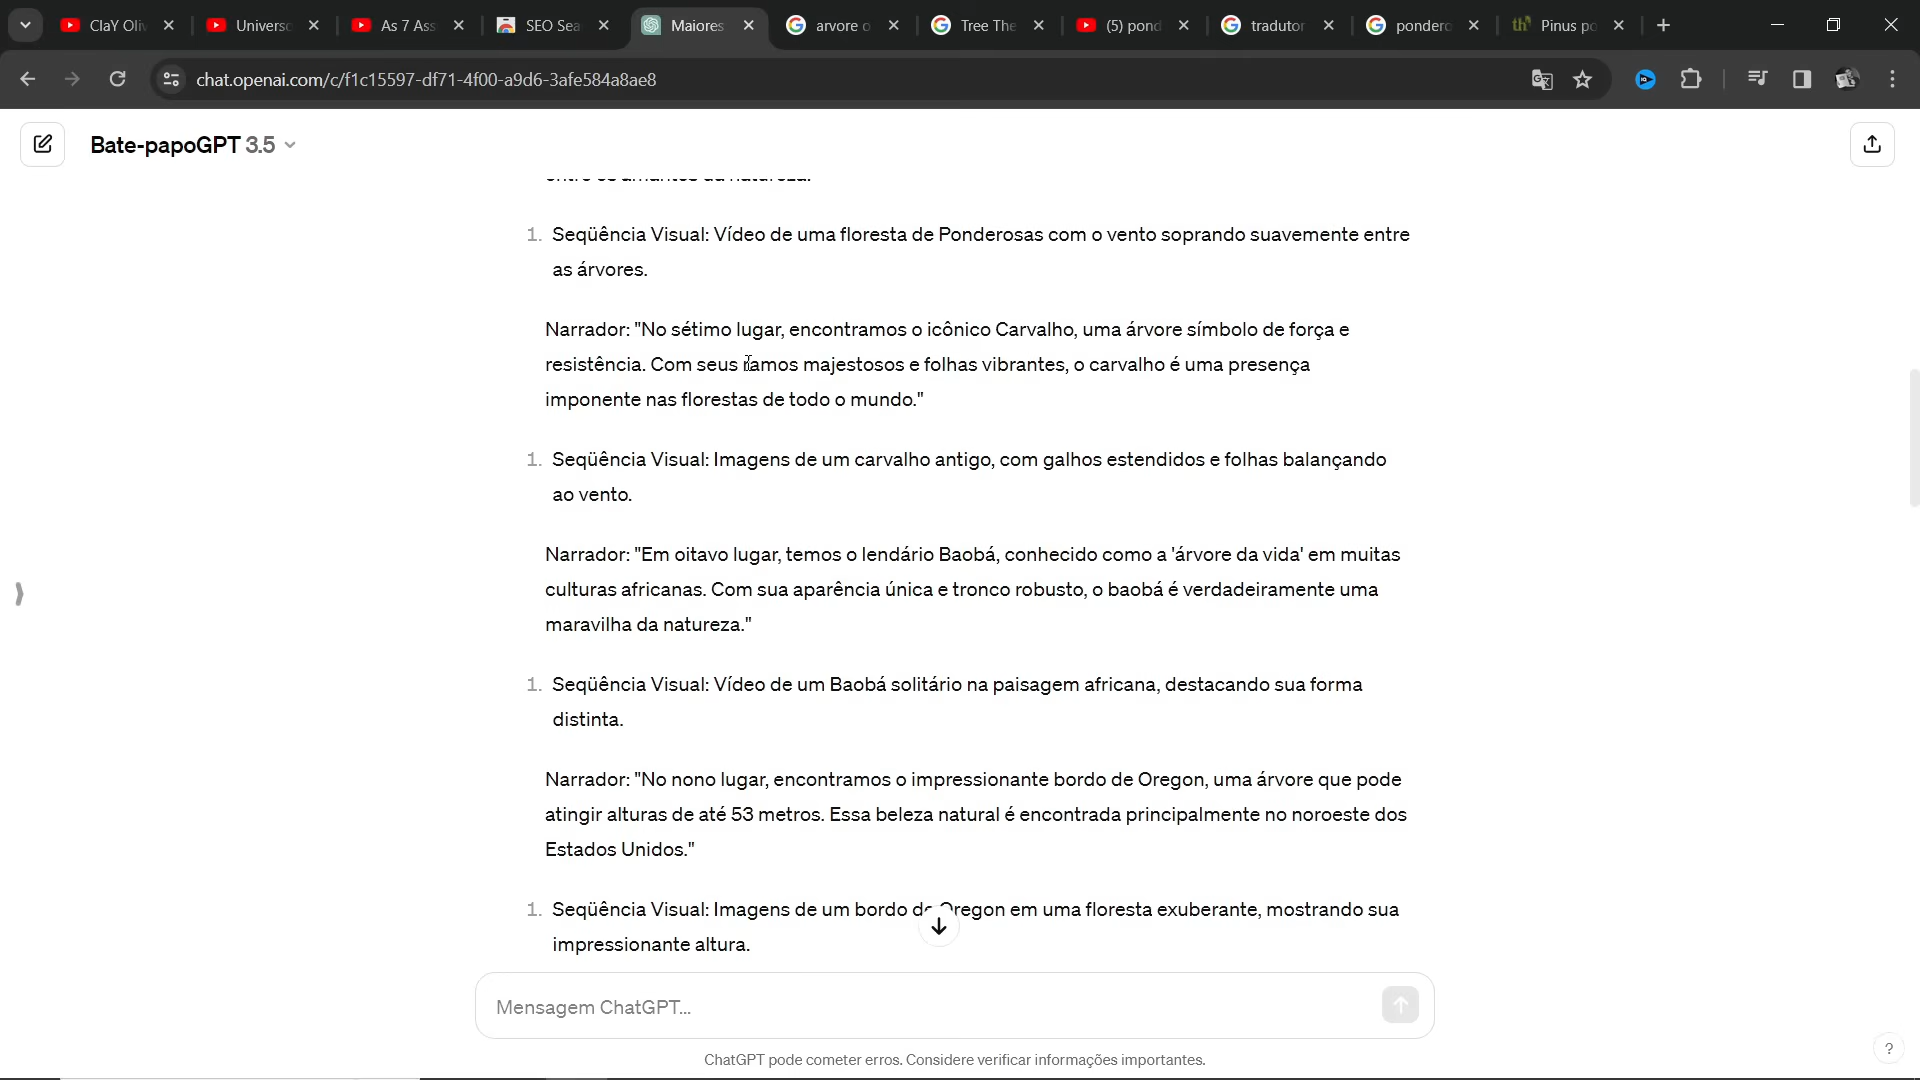 ClaY Oliv
Universo
As 7 Ass
SEO Sea
Maiores
arvore o
Tree The
(5) pond
tradutor
pondero
Pinus po
chat.openai.com/c/f1c15597-df71-4f00-a9d6-3afe584a8ae8
Bate-papoGPT 3.5
entre os amantes da natureza.
1. Seqüência Visual: Vídeo de uma floresta de Ponderosas com o vento soprando suavemente entre
as árvores.
Narrador: "No sétimo lugar, encontramos o icônico Carvalho, uma árvore símbolo de força e
resistência. Com seus ramos majestosos e folhas vibrantes, o carvalho é uma presença
imponente nas florestas de todo o mundo."
1. Seqüência Visual: Imagens de um carvalho antigo, com galhos estendidos e folhas balançando
ao vento.
Narrador: "Em oitavo lugar, temos o lendário Baobá, conhecido como a 'árvore da vida' em muitas
culturas africanas. Com sua aparência única e tronco robusto, o baobá é verdadeiramente uma
maravilha da natureza."
1. Seqüência Visual: Vídeo de um Baobá solitário na paisagem africana, destacando sua forma
distinta.
Narrador: "No nono lugar, encontramos o impressionante bordo de Oregon, uma árvore que pode
atingir alturas de até 53 metros. Essa beleza natural é encontrada principalmente no noroeste dos
Estados Unidos."
1. Seqüência Visual: Imagens de um bordo de Oregon em uma floresta exuberante, mostrando sua
impressionante altura.
Mensagem ChatGPT...
ChatGPT pode cometer erros. Considere verificar informações importantes.
?